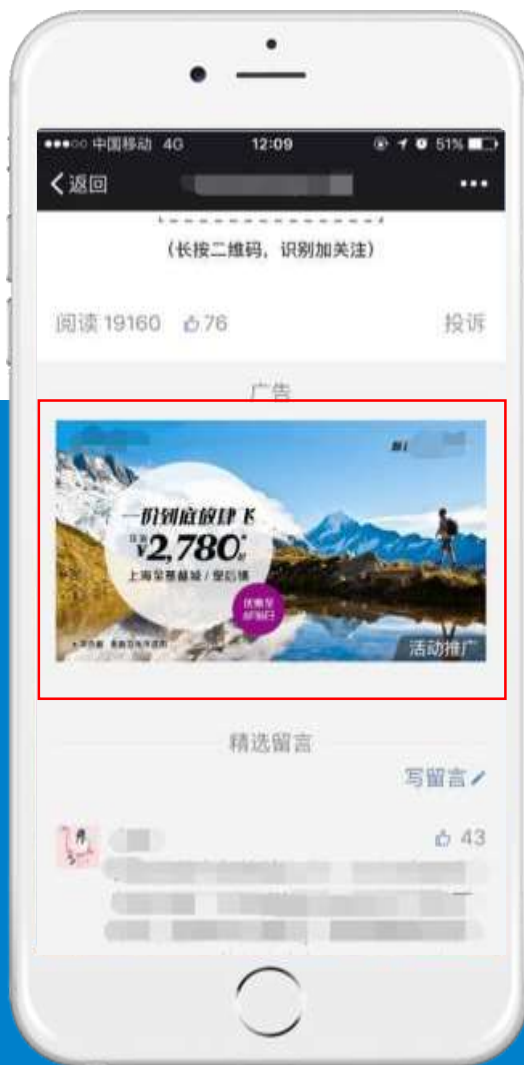 中国移动 4G 12:09 51%
返回
(长按二维码，识别加关注)
阅读 19160 76 投诉
广告
一价到底放肆飞
¥2,780*起
上海至基督城 / 皇后镇
活动推广
精选留言
写留言
43